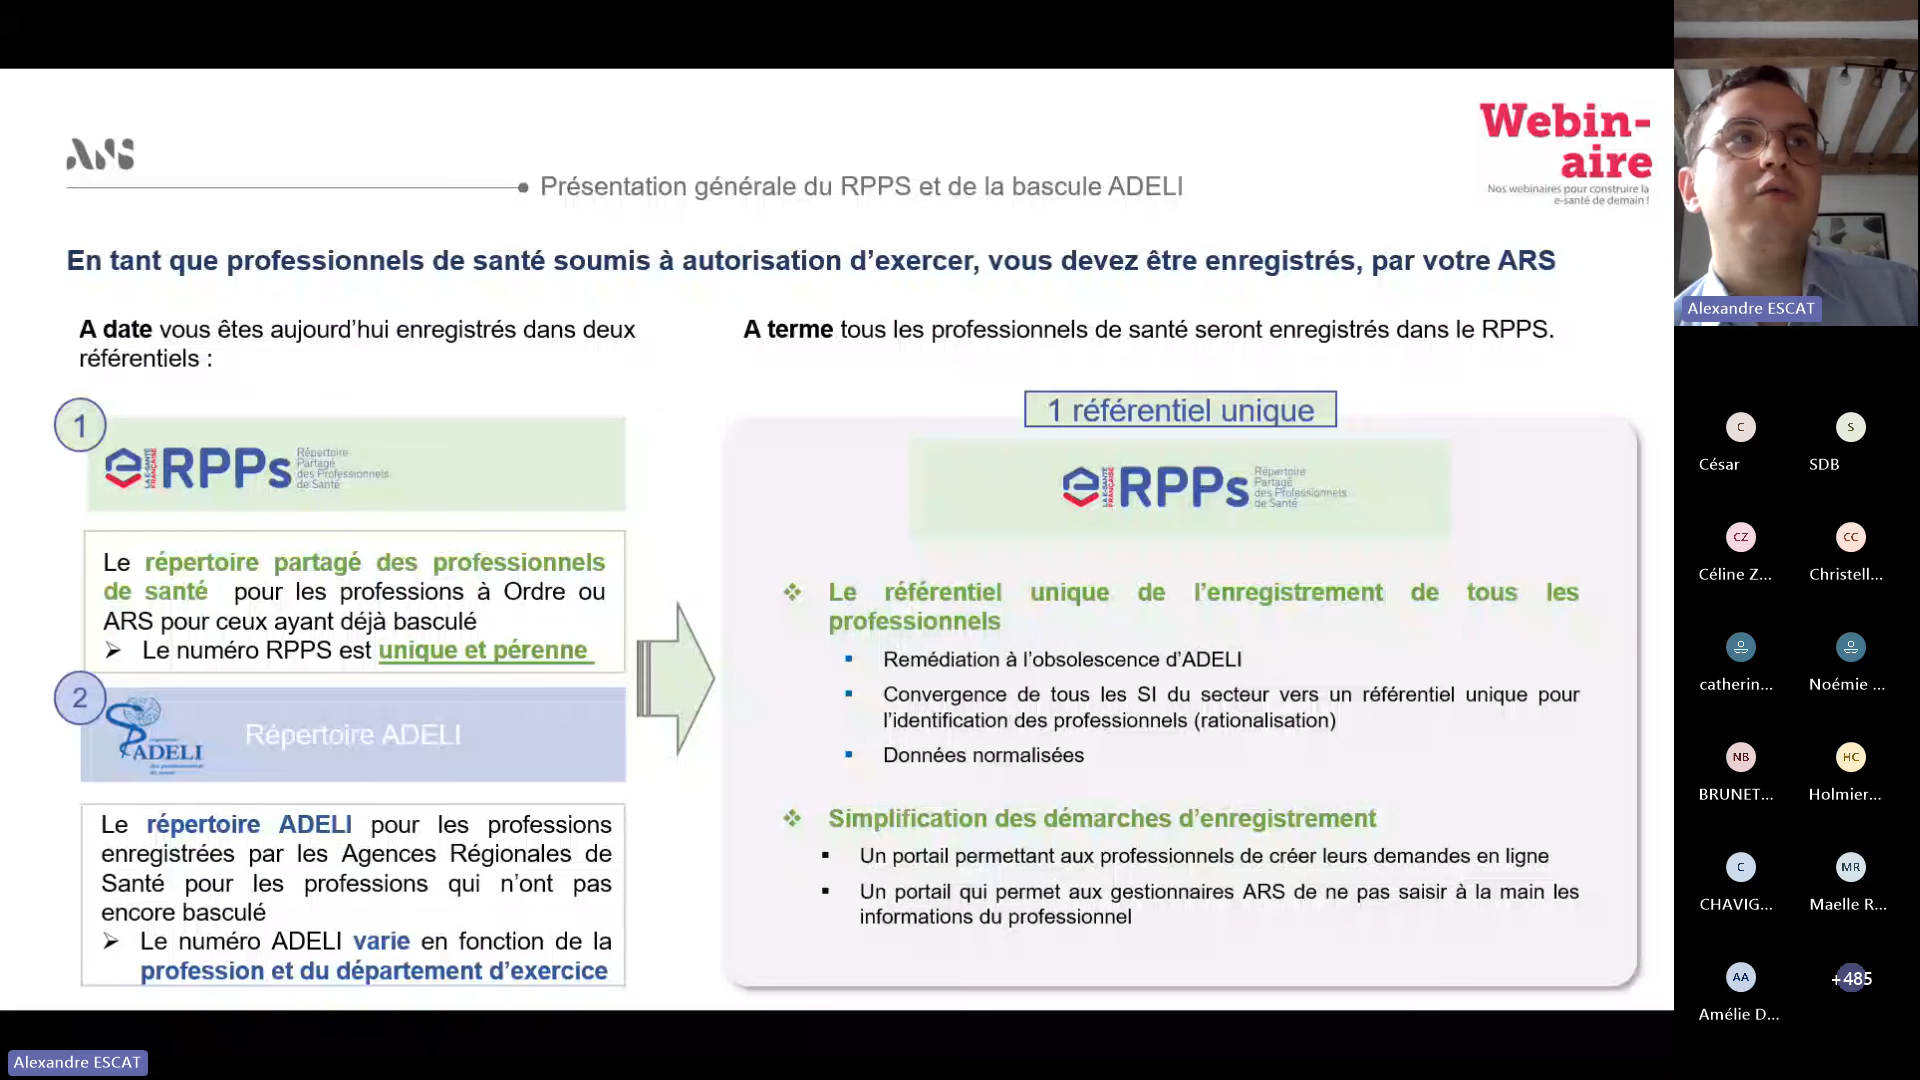 ARS
Présentation générale du RPPS et de la bascule ADELI
Webin-
aire
Nos webinaires pour construire la
e-santé de demain !
En tant que professionnels de santé soumis à autorisation d’exercer, vous devez être enregistrés, par votre ARS
A date vous êtes aujourd’hui enregistrés dans deux
référentiels :
1
LA E-SANTÉ
FRANÇAISE
RPPs
Répertoire
Partagé
des Professionnels
de Santé
Le répertoire partagé des professionnels
de santé pour les professions à Ordre ou
ARS pour ceux ayant déjà basculé
➢ Le numéro RPPS est unique et pérenne
2
ADELI
Répertoire ADELI
Le répertoire ADELI pour les professions
enregistrées par les Agences Régionales de
Santé pour les professions qui n’ont pas
encore basculé
➢ Le numéro ADELI varie en fonction de la
profession et du département d’exercice
A terme tous les professionnels de santé seront enregistrés dans le RPPS.
1 référentiel unique
LA E-SANTÉ
FRANÇAISE
RPPs
Répertoire
Partagé
des Professionnels
de Santé
❖ Le référentiel unique de l’enregistrement de tous les
professionnels
▪ Remédiation à l’obsolescence d’ADELI
▪ Convergence de tous les SI du secteur vers un référentiel unique pour
l’identification des professionnels (rationalisation)
▪ Données normalisées
❖ Simplification des démarches d’enregistrement
▪ Un portail permettant aux professionnels de créer leurs demandes en ligne
▪ Un portail qui permet aux gestionnaires ARS de ne pas saisir à la main les
informations du professionnel
Alexandre ESCAT
C
S
César
SDB
CZ
CC
Céline Z...
Christell...
catherin...
Noémie ...
NB
HC
BRUNET...
Holmier...
C
MR
CHAVIG...
Maelle R...
AA
+485
Amélie D...
Alexandre ESCAT